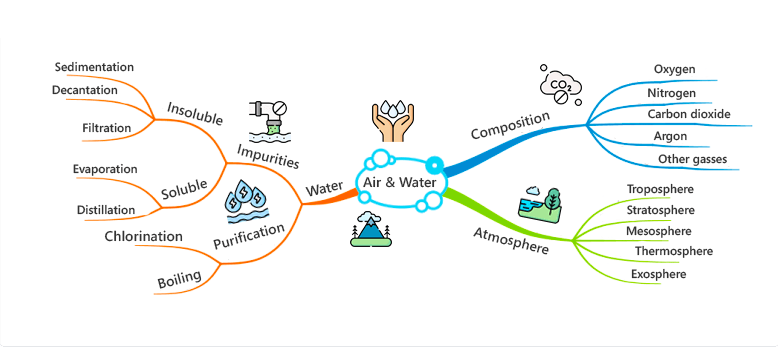 Air & Water
Water
Impurities
Insoluble
Sedimentation
Decantation
Filtration
Soluble
Evaporation
Distillation
Purification
Chlorination
Boiling
Composition
CO2
Oxygen
Nitrogen
Carbon dioxide
Argon
Other gasses
Atmosphere
Troposphere
Stratosphere
Mesosphere
Thermosphere
Exosphere